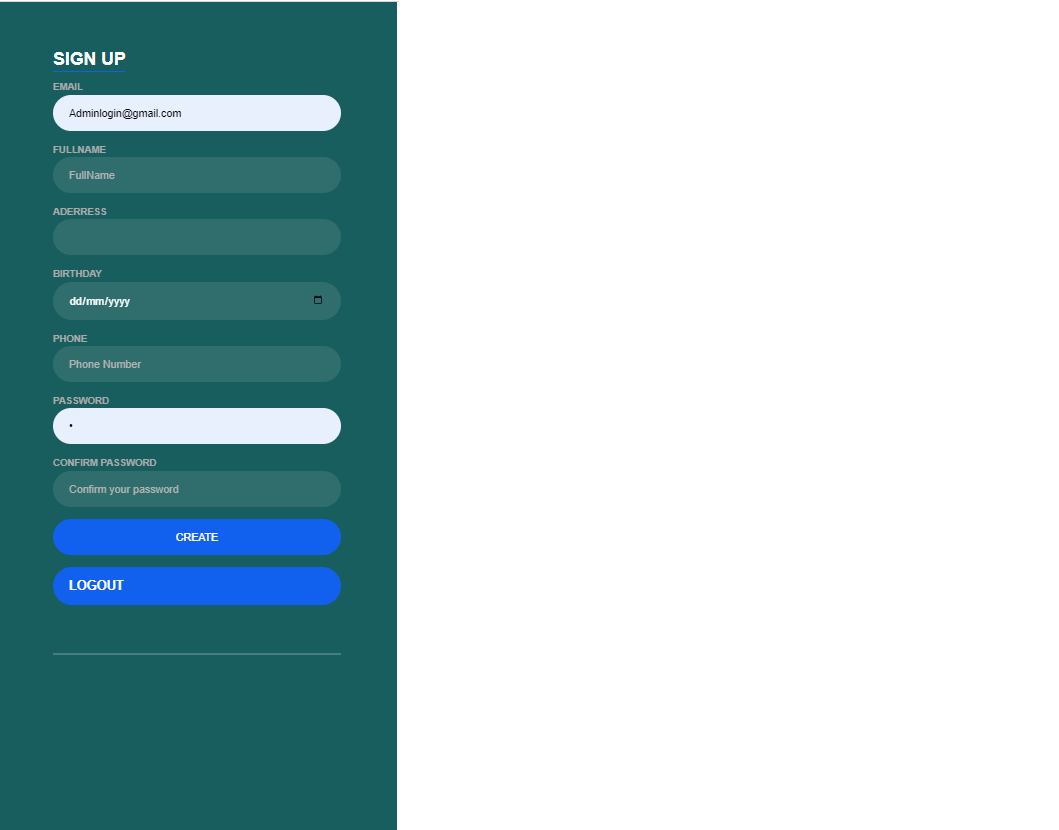 SIGN UP
EMAIL
Adminlogin@gmail.com
FULLNAME
FullName
ADERRESS
BIRTHDAY
dd/mm/yyyy
PHONE
Phone Number
PASSWORD
•
CONFIRM PASSWORD
Confirm your password
CREATE
LOGOUT